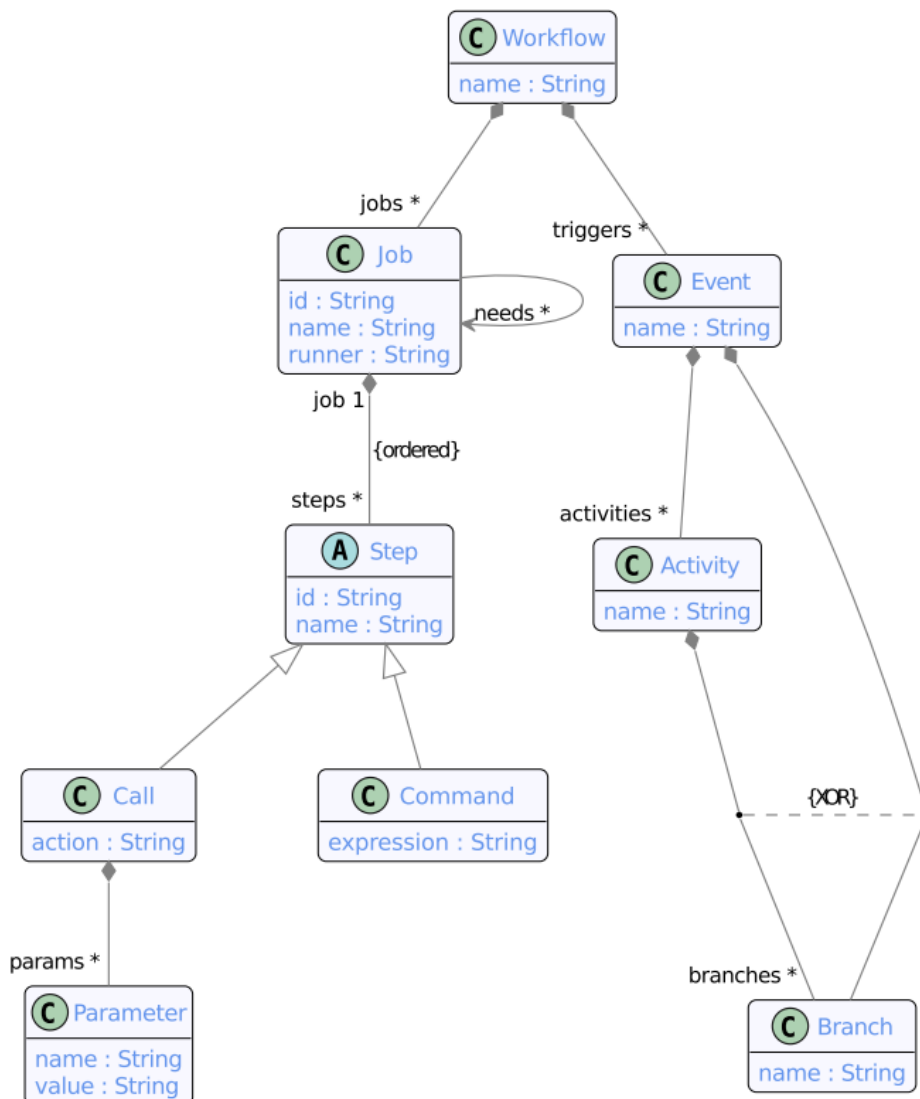 C Workflow
name : String
jobs *
triggers *
C Job
id : String
name : String
runner : String
needs *
C Event
name : String
job 1
{ordered}
steps *
activities *
A Step
id : String
name : String
C Activity
name : String
C Call
action : String
C Command
expression : String
{XOR}
params *
branches *
C Parameter
name : String
value : String
C Branch
name : String